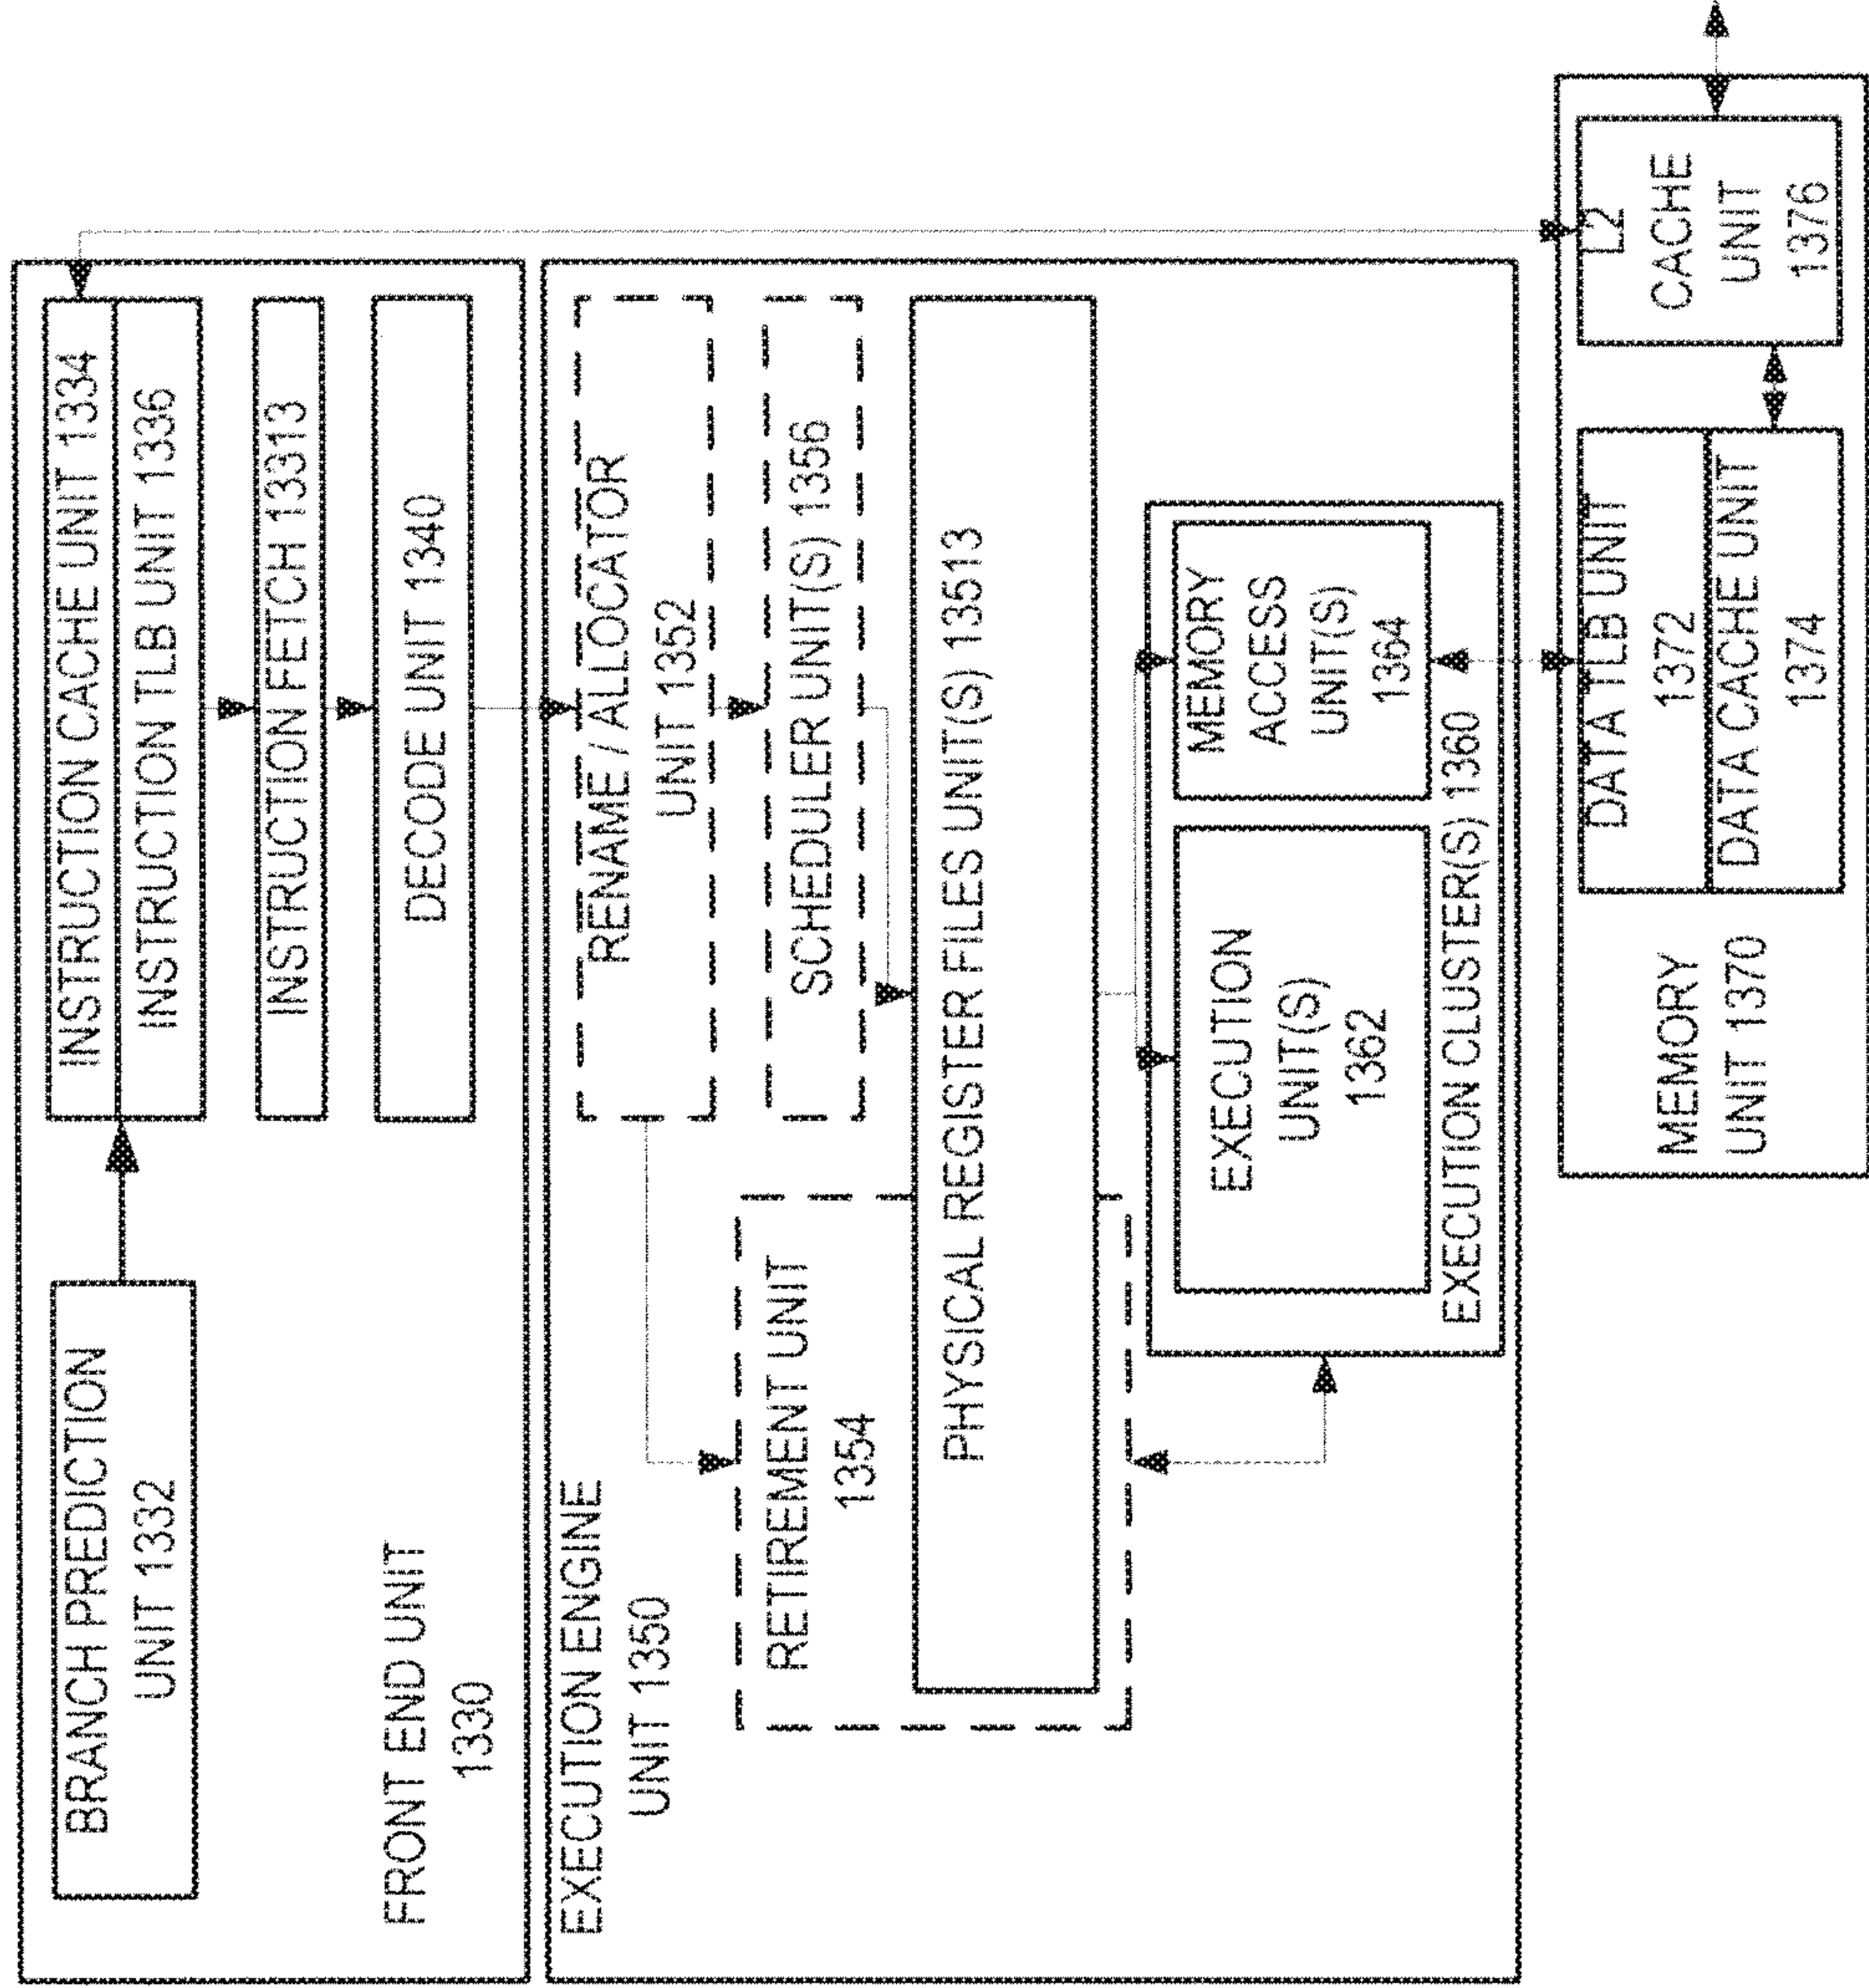 BRANCH PREDICTION
UNIT 1332
INSTRUCTION CACHE UNIT 1334
INSTRUCTION TLB UNIT 1336
INSTRUCTION FETCH 13313
DECODE UNIT 1340
FRONT END UNIT
1330
EXECUTION ENGINE
UNIT 1350
RENAME / ALLOCATOR
UNIT 1352
RETIREMENT UNIT
1354
SCHEDULER UNIT(S) 1356
PHYSICAL REGISTER FILES UNIT(S) 13513
EXECUTION
UNIT(S)
1362
MEMORY
ACCESS
UNIT(S)
1364
EXECUTION CLUSTER(S) 1360
MEMORY
UNIT 1370
DATA TLB UNIT
1372
DATA CACHE UNIT
1374
L2
CACHE
UNIT
1376